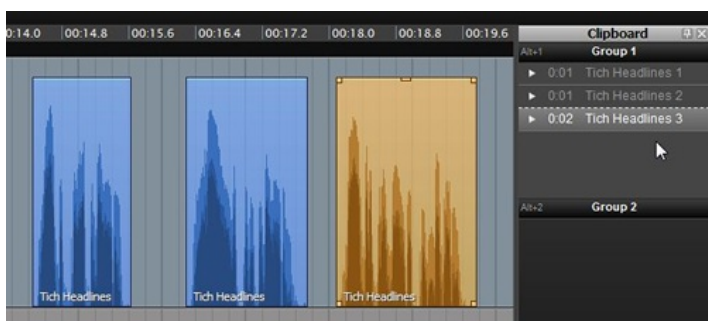 0:14.0 00:14.8 00:15.6 00:16.4 00:17.2 00:18.0 00:18.8 00:19.6
Clipboard
Alt+1 Group 1
0:01 Tich Headlines 1
0:01 Tich Headlines 2
0:02 Tich Headlines 3
Alt+2 Group 2
Tich Headlines Tich Headlines Tich Headlines